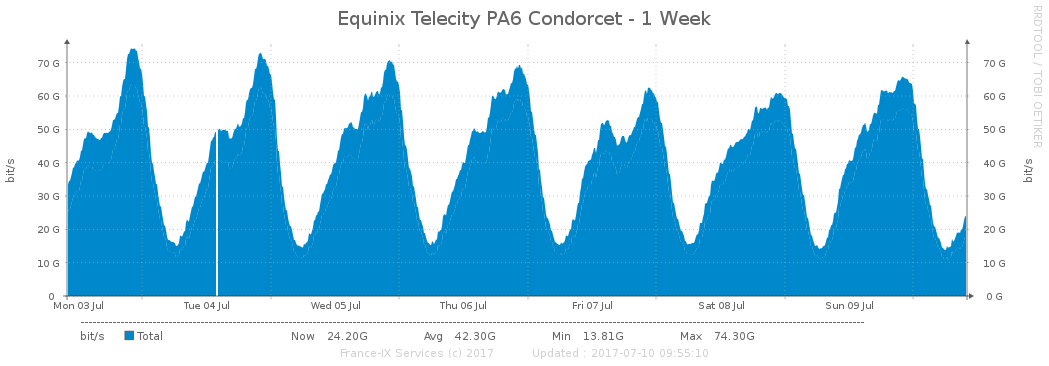 Equinix Telecity PA6 Condorcet - 1 Week
RRDTOOL / TOBI OETIKER
bit/s
70 G 70 G
60 G 60 G
50 G 50 G
40 G 40 G
30 G 30 G
20 G 20 G
10 G 10 G
0 0 G
bit/s
Mon 03 Jul Tue 04 Jul Wed 05 Jul Thu 06 Jul Fri 07 Jul Sat 08 Jul Sun 09 Jul
bit/s Total Now 24.20G Avg 42.30G Min 13.81G Max 74.30G
France-IX Services (c) 2017 Updated : 2017-07-10 09:55:10